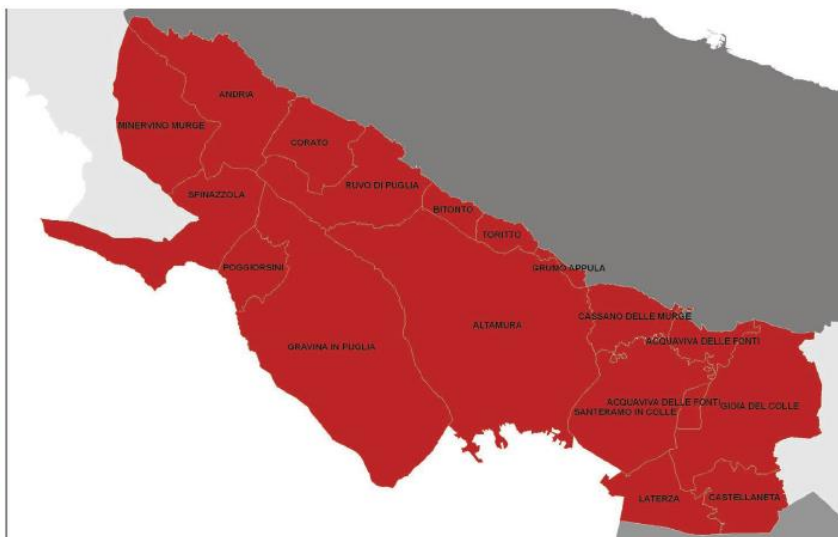 ANDRIA
MINERVINO MURGE
CORATO
RUVO DI PUGLIA
SPINAZZOLA
BITONTO
TORITTO
POGGIORSINI
GRUMO APPULA
CASSANO DELLE MURGE
ALTAMURA
ACQUAVIVA DELLE FONTI
GRAVINA IN PUGLIA
ACQUAVIVA DELLE FONTI
GIOIA DEL COLLE
SANTERAMO IN COLLE
LATERZA
CASTELLANETA